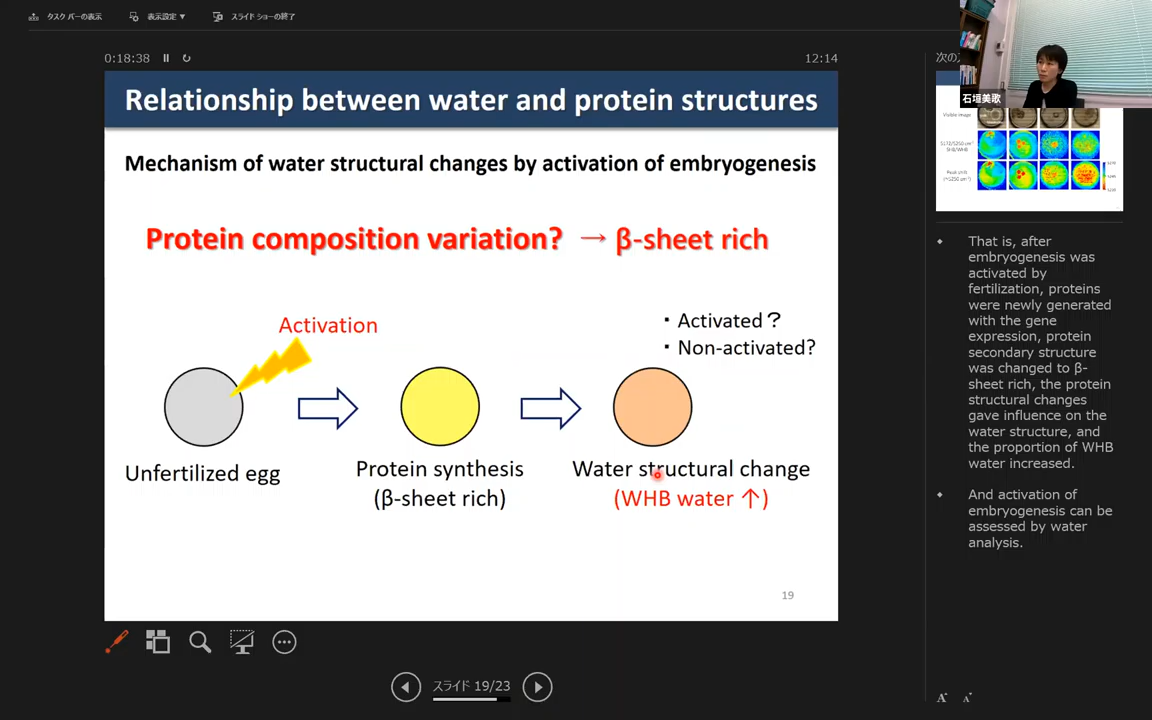 タスク バーの表示
表示設定 ▼
スライド ショーの終了
0:18:38
12:14
Relationship between water and protein structures
Mechanism of water structural changes by activation of embryogenesis
Protein composition variation? → β-sheet rich
Activation
・Activated？
・Non-activated?
Unfertilized egg
Protein synthesis
(β-sheet rich)
Water structural change
(WHB water ↑)
19
スライド 19/23
石垣美歌
Visible image
That is, after
embryogenesis was
activated by
fertilization, proteins
were newly generated
with the gene
expression, protein
secondary structure
was changed to β-
sheet rich, the protein
structural changes
gave influence on the
water structure, and
the proportion of WHB
water increased.
And activation of
embryogenesis can be
assessed by water
analysis.